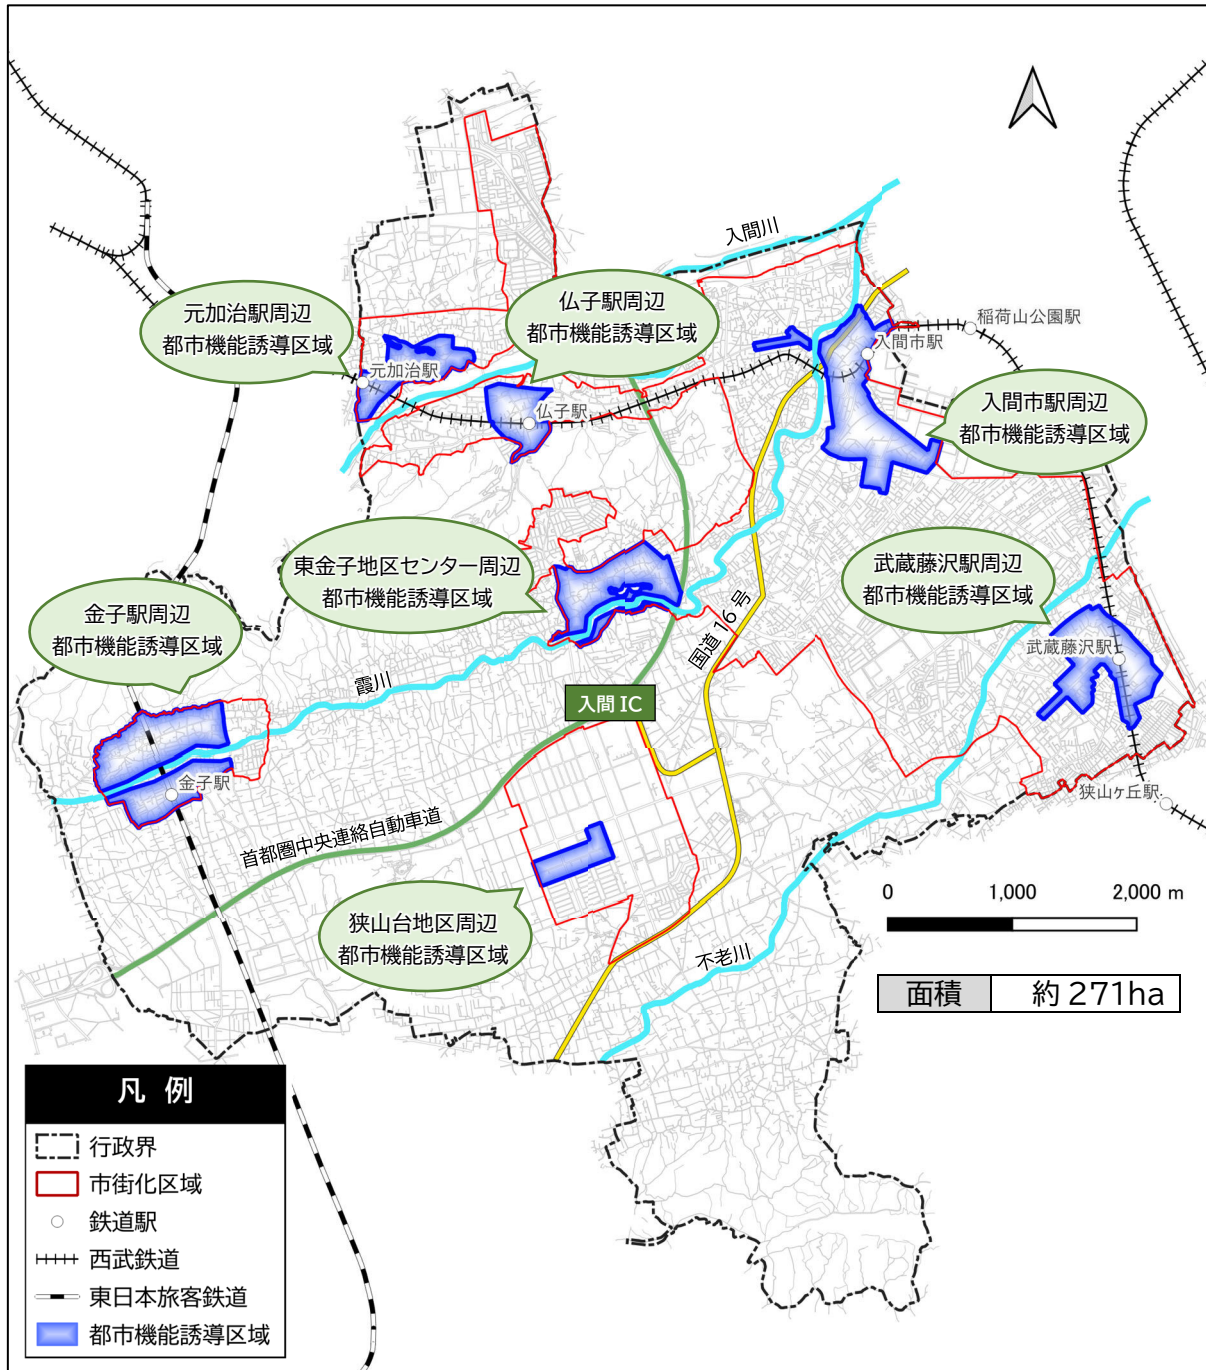 入間川
元加治駅周辺
都市機能誘導区域
仏子駅周辺
都市機能誘導区域
稲荷山公園駅
入間市駅
元加治駅
仏子駅
入間市駅周辺
都市機能誘導区域
東金子地区センター周辺
都市機能誘導区域
武蔵藤沢駅周辺
都市機能誘導区域
金子駅周辺
都市機能誘導区域
国道16号
武蔵藤沢駅
霞川
入間IC
金子駅
狭山ヶ丘駅
首都圏中央連絡自動車道
狭山台地区周辺
都市機能誘導区域
不老川
0 1,000 2,000 m
面積 約271ha
凡 例
行政界
市街化区域
鉄道駅
西武鉄道
東日本旅客鉄道
都市機能誘導区域